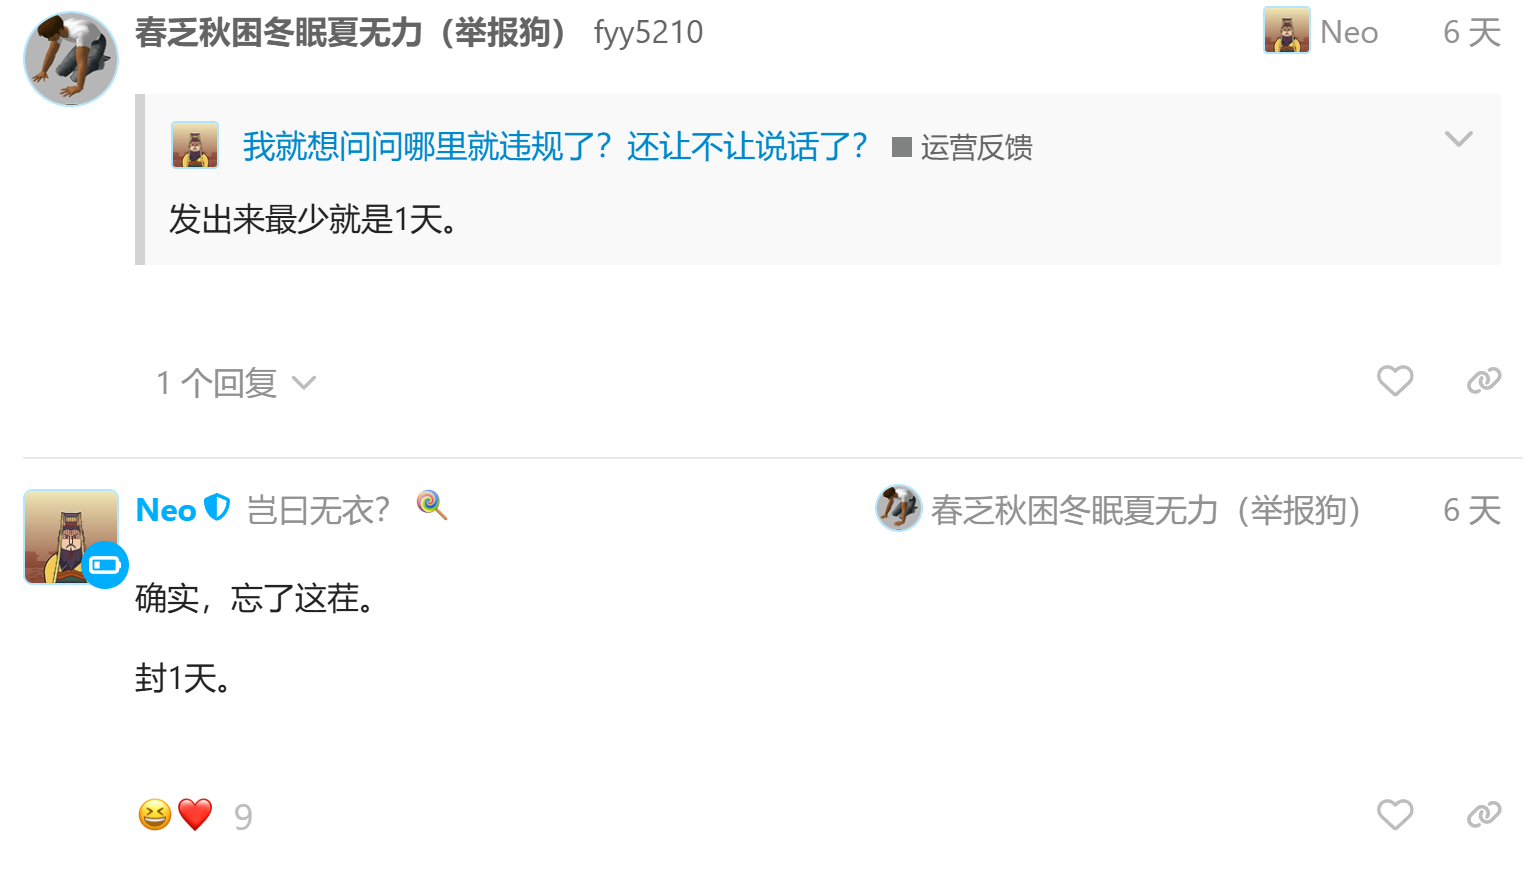 春乏秋困冬眠夏无力（举报狗） fyy5210 Neo 6 天
我就想问问哪里就违规了？还让不让说话了？ 运营反馈
发出来最少就是1天。
1 个回复
Neo 岂曰无衣？ 春乏秋困冬眠夏无力（举报狗） 6 天
确实，忘了这茬。
封1天。
9